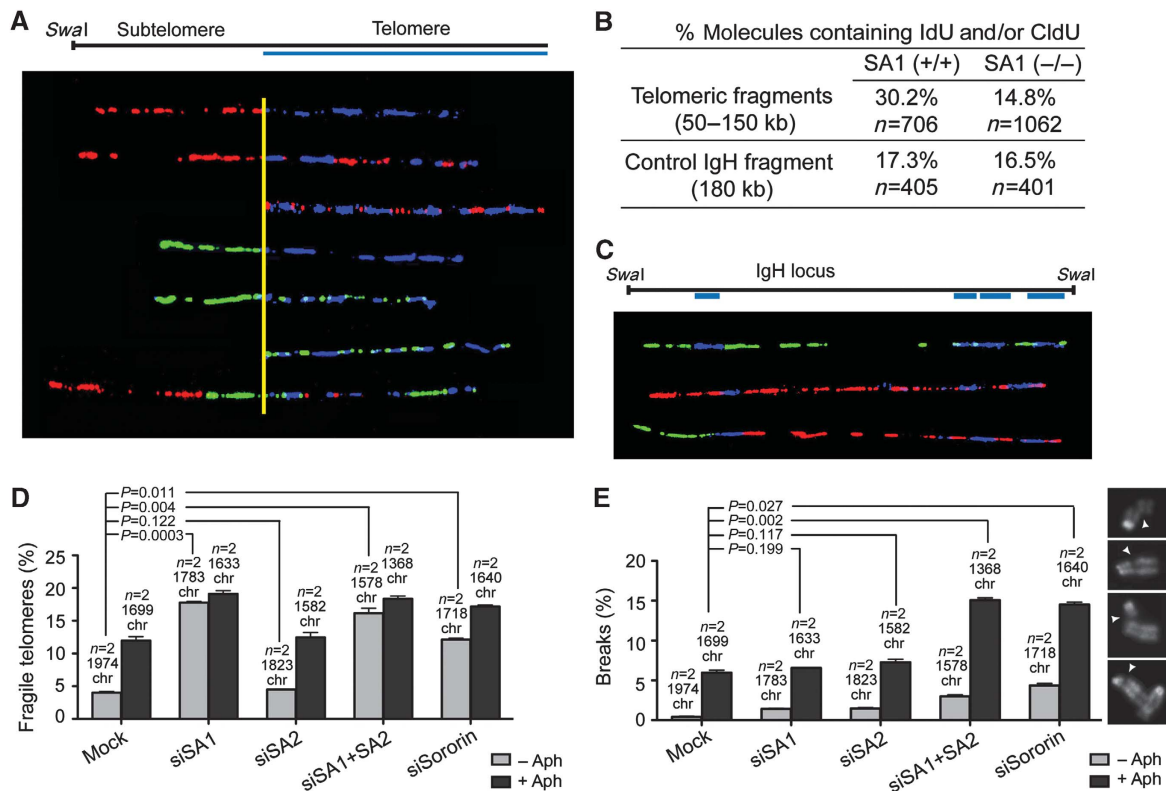 A
SwaI
Subtelomere
Telomere
B
% Molecules containing IdU and/or CldU
SA1 (+/+) SA1 (–/–)
Telomeric fragments
(50–150 kb)
30.2%
n=706
14.8%
n=1062
Control IgH fragment
(180 kb)
17.3%
n=405
16.5%
n=401
C
SwaI
IgH locus
SwaI
D
P=0.011
P=0.004
P=0.122
P=0.0003
Fragile telomeres (%)
25
20
15
10
5
0
n=2
1974
chr
n=2
1699
chr
n=2
1783
chr
n=2
1633
chr
n=2
1823
chr
n=2
1582
chr
n=2
1578
chr
n=2
1368
chr
n=2
1718
chr
n=2
1640
chr
Mock
siSA1
siSA2
siSA1+SA2
siSororin
– Aph
+ Aph
E
P=0.027
P=0.002
P=0.117
P=0.199
Breaks (%)
20
15
10
5
0
n=2
1974
chr
n=2
1699
chr
n=2
1783
chr
n=2
1633
chr
n=2
1823
chr
n=2
1582
chr
n=2
1578
chr
n=2
1368
chr
n=2
1718
chr
n=2
1640
chr
Mock
siSA1
siSA2
siSA1+SA2
siSororin
– Aph
+ Aph